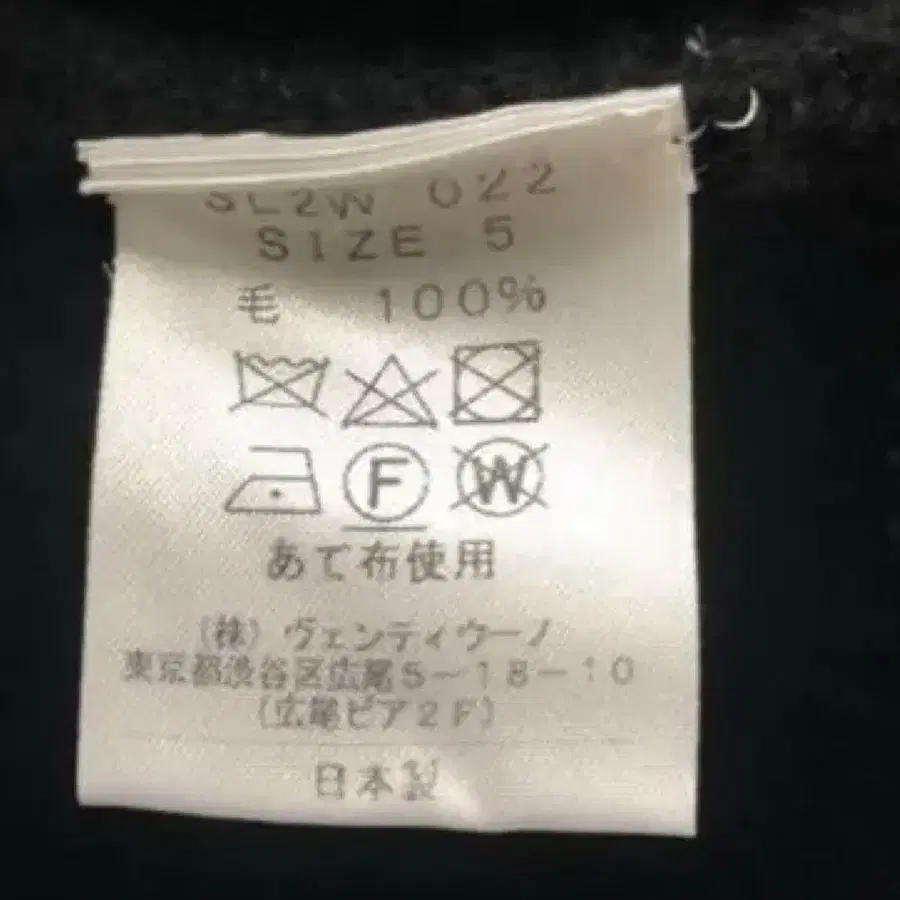 SL2W 022
SIZE 5
毛 100%
F W
あて布使用
(株) ヴェンティウーノ
東京都渋谷区広尾5-18-10
(広尾ピア2F)
日本製